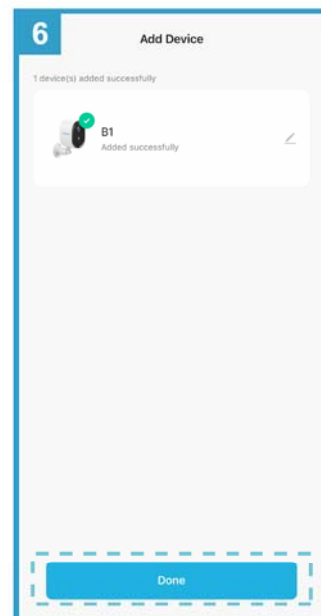 6
Add Device
1 device(s) added successfully
B1
Added successfully
Done